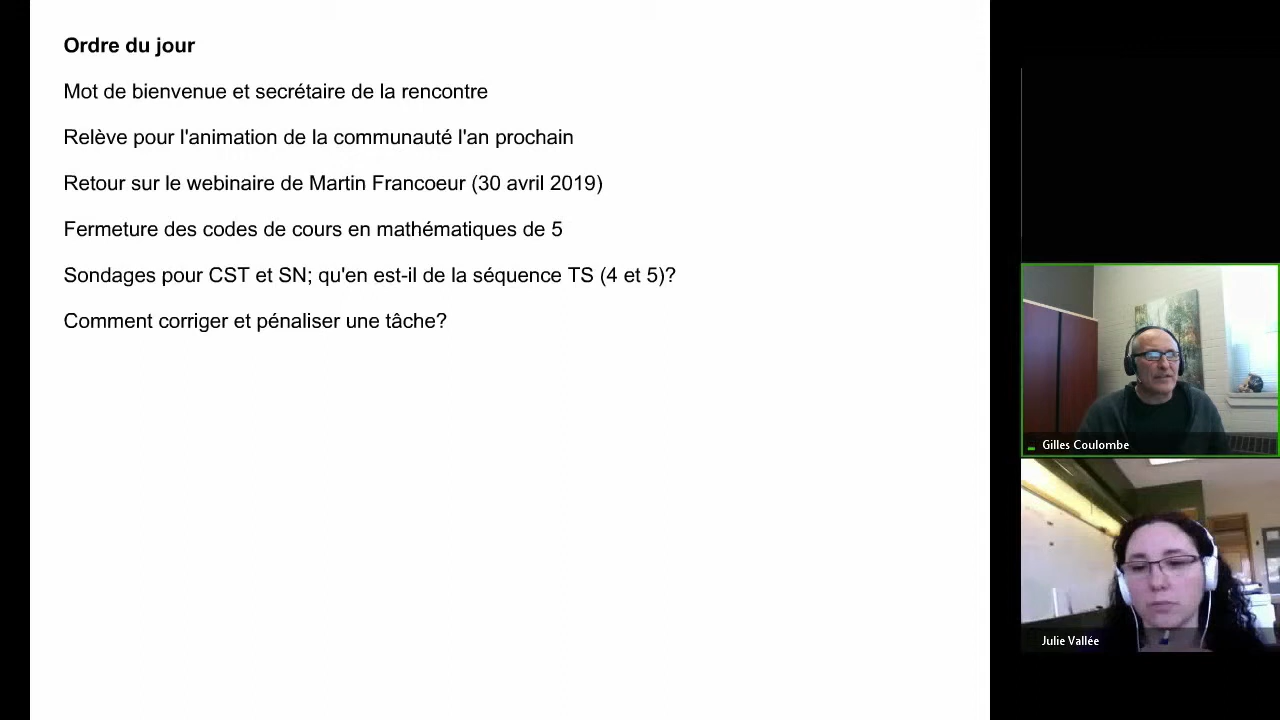 Ordre du jour
Mot de bienvenue et secrétaire de la rencontre
Relève pour l'animation de la communauté l'an prochain
Retour sur le webinaire de Martin Francoeur (30 avril 2019)
Fermeture des codes de cours en mathématiques de 5
Sondages pour CST et SN; qu'en est-il de la séquence TS (4 et 5)?
Comment corriger et pénaliser une tâche?
Gilles Coulombe
Julie Vallée